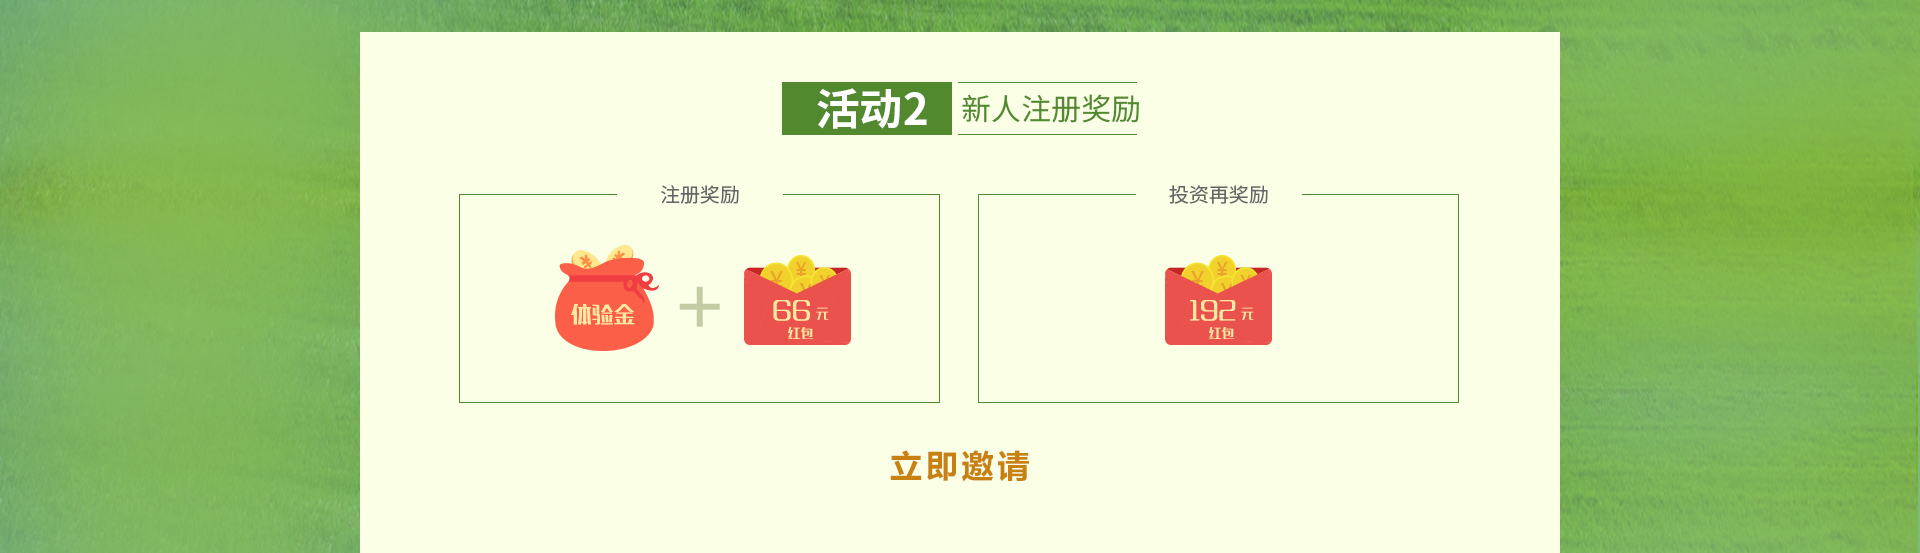 活动2 新人注册奖励
注册奖励
体验金
66元
红包
投资再奖励
192元
红包
立即邀请